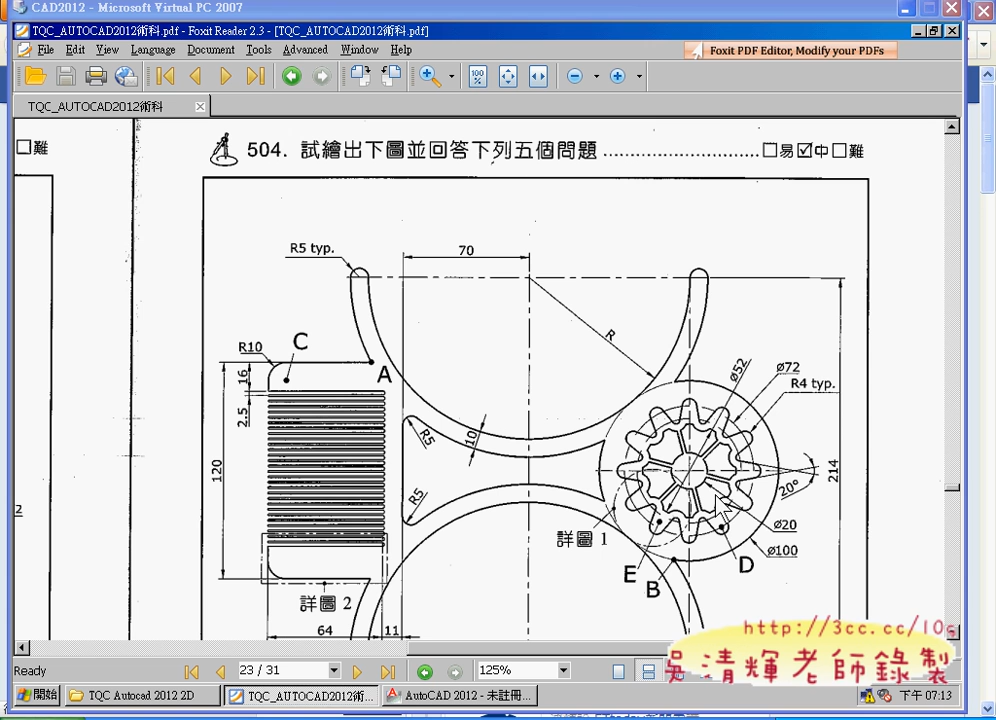 CAD2012 - Microsoft Virtual PC 2007
TQC_AUTOCAD2012術科.pdf - Foxit Reader 2.3 - [TQC_AUTOCAD2012術科.pdf]
File Edit View Language Document Tools Advanced Window Help
Foxit PDF Editor, Modify your PDFs
TQC_AUTOCAD2012術科
□難
504. 試繪出下圖並回答下列五個問題 □易 ☑中 □難
R5 typ.
70
R
R10
C
A
16
2.5
120
R5
10
R5
ø52
ø72
R4 typ.
214
20°
ø20
ø100
詳圖 1
E
B
D
詳圖 2
64
11
2
http://3cc.cc/10g
吳清輝老師錄製
Ready
23 / 31
125%
開始
TQC Autocad 2012 2D
TQC_AUTOCAD2012術...
AutoCAD 2012 - 未註冊...
下午 07:13